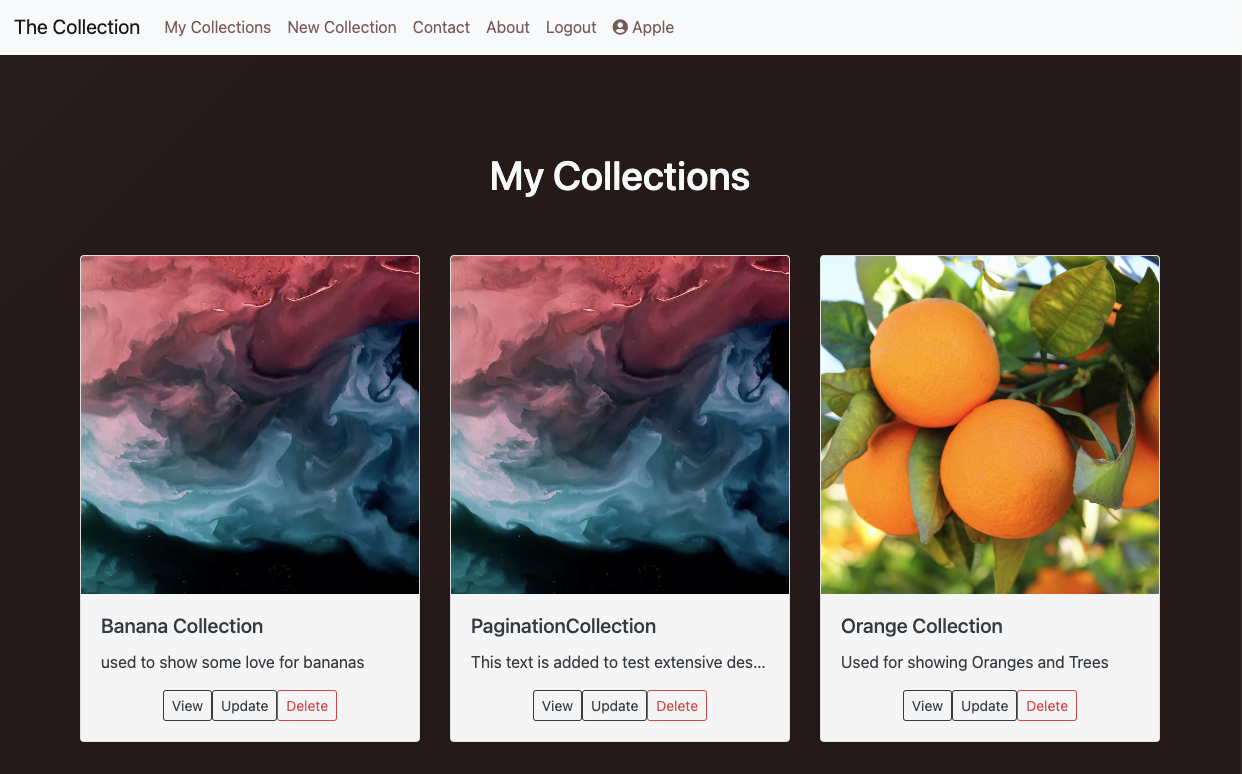 The Collection My Collections New Collection Contact About Logout Apple
My Collections
Banana Collection
used to show some love for bananas
View Update Delete
PaginationCollection
This text is added to test extensive des...
View Update Delete
Orange Collection
Used for showing Oranges and Trees
View Update Delete